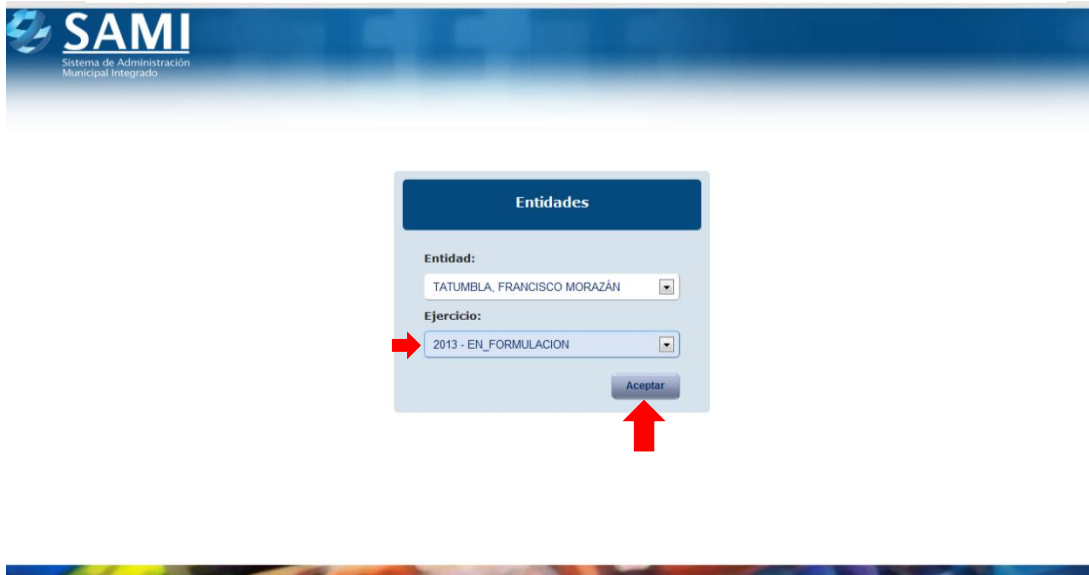 SAMI
Sistema de Administración
Municipal Integrado
Entidades
Entidad:
TATUMBLA, FRANCISCO MORAZÁN
Ejercicio:
2013 - EN_FORMULACION
Aceptar